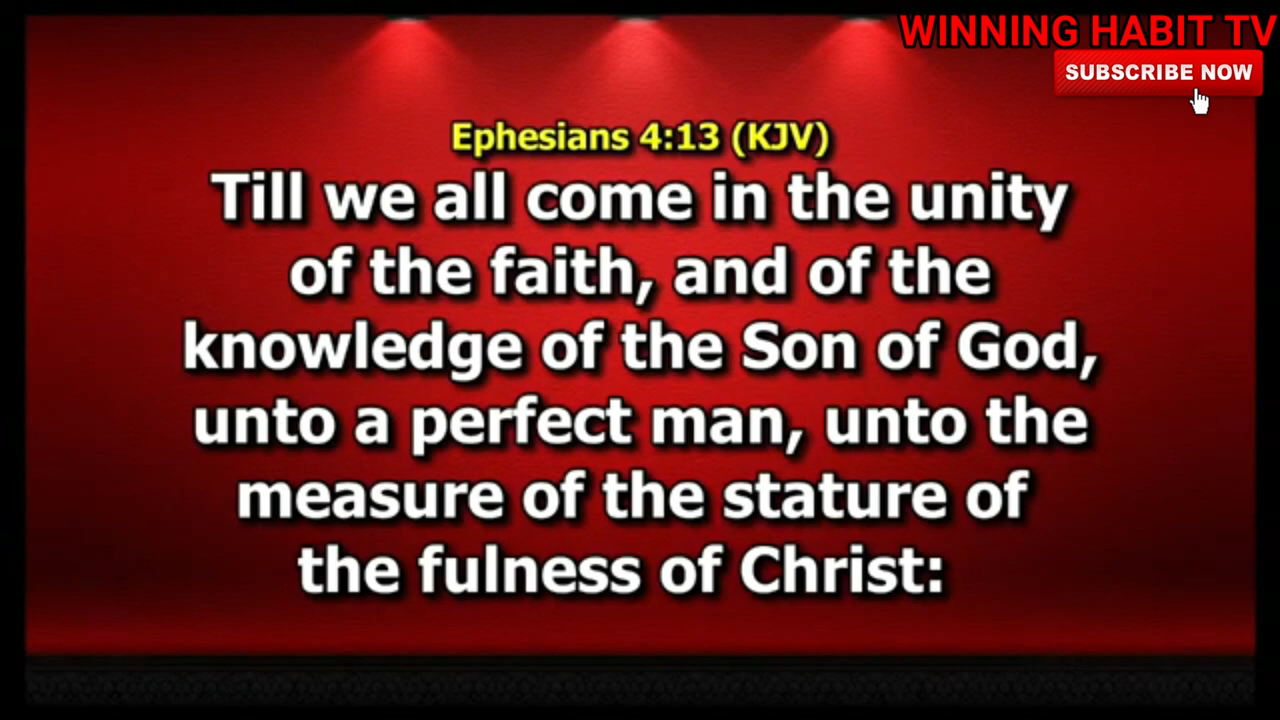 WINNING HABIT TV
SUBSCRIBE NOW
Ephesians 4:13 (KJV)
Till we all come in the unity
of the faith, and of the
knowledge of the Son of God,
unto a perfect man, unto the
measure of the stature of
the fulness of Christ: